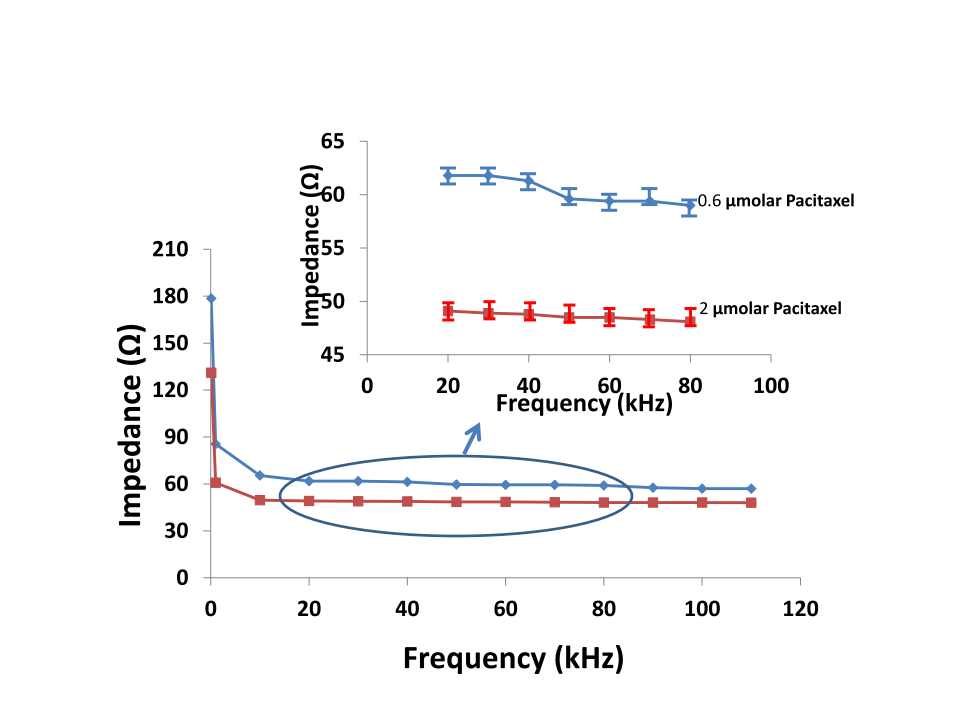 65
60
55
50
45
Impedance (Ω)
0 20 40 60 80 100
Frequency (kHz)
0.6 µmolar Pacitaxel
2 µmolar Pacitaxel
210
180
150
120
90
60
30
0
Impedance (Ω)
0 20 40 60 80 100 120
Frequency (kHz)